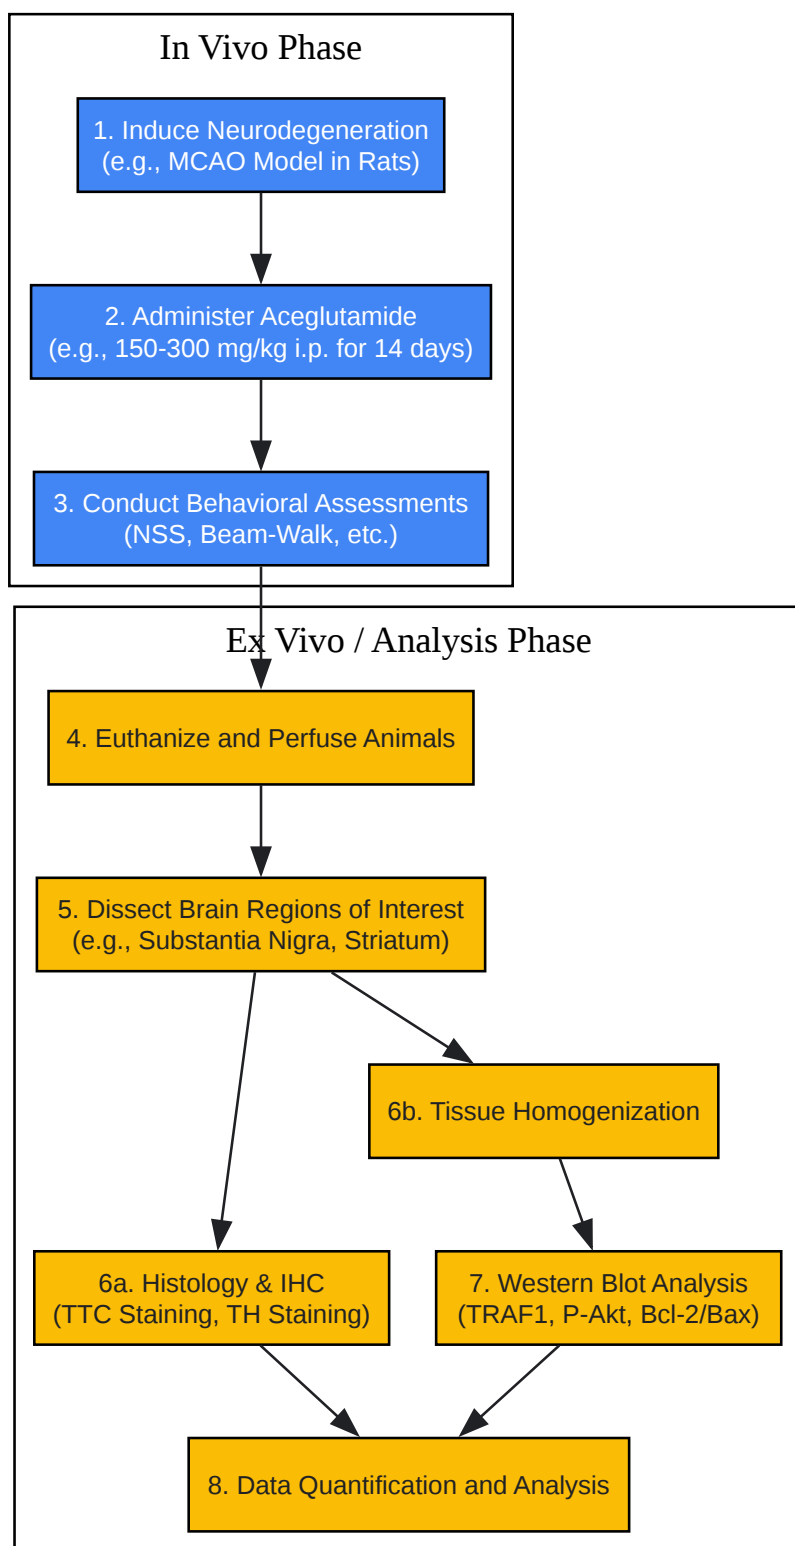 In Vivo Phase
1. Induce Neurodegeneration
(e.g., MCAO Model in Rats)
2. Administer Aceglutamide
(e.g., 150-300 mg/kg i.p. for 14 days)
3. Conduct Behavioral Assessments
(NSS, Beam-Walk, etc.)
Ex Vivo / Analysis Phase
4. Euthanize and Perfuse Animals
5. Dissect Brain Regions of Interest
(e.g., Substantia Nigra, Striatum)
6b. Tissue Homogenization
6a. Histology & IHC
(TTC Staining, TH Staining)
7. Western Blot Analysis
(TRAF1, P-Akt, Bcl-2/Bax)
8. Data Quantification and Analysis